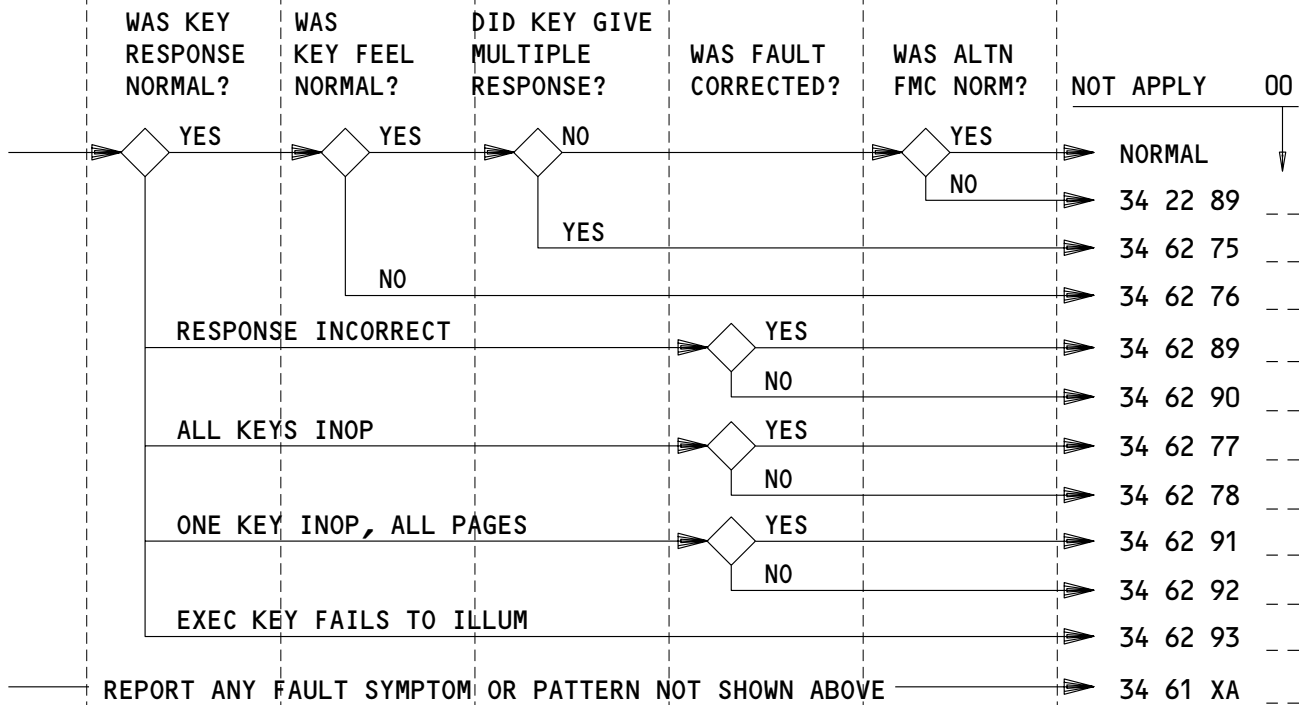 WAS KEY
RESPONSE
NORMAL?
WAS
KEY FEEL
NORMAL?
DID KEY GIVE
MULTIPLE
RESPONSE?
WAS FAULT
CORRECTED?
WAS ALTN
FMC NORM?
NOT APPLY 00
YES YES NO YES NORMAL
NO 34 22 89 _ _
YES 34 62 75 _ _
NO 34 62 76 _ _
RESPONSE INCORRECT YES 34 62 89 _ _
NO 34 62 90 _ _
ALL KEYS INOP YES 34 62 77 _ _
NO 34 62 78 _ _
ONE KEY INOP, ALL PAGES YES 34 62 91 _ _
NO 34 62 92 _ _
EXEC KEY FAILS TO ILLUM 34 62 93 _ _
REPORT ANY FAULT SYMPTOM OR PATTERN NOT SHOWN ABOVE 34 61 XA _ _